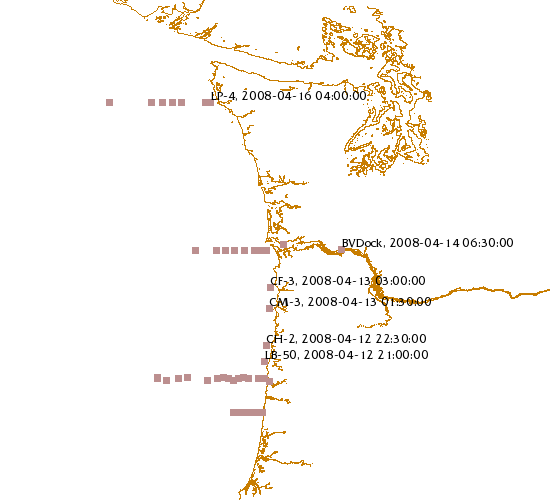 LP-4, 2008-04-16 04:00:00
BVDock, 2008-04-14 06:30:00
CF-3, 2008-04-13 03:00:00
CM-3, 2008-04-13 01:30:00
CH-2, 2008-04-12 22:30:00
LB-50, 2008-04-12 21:00:00